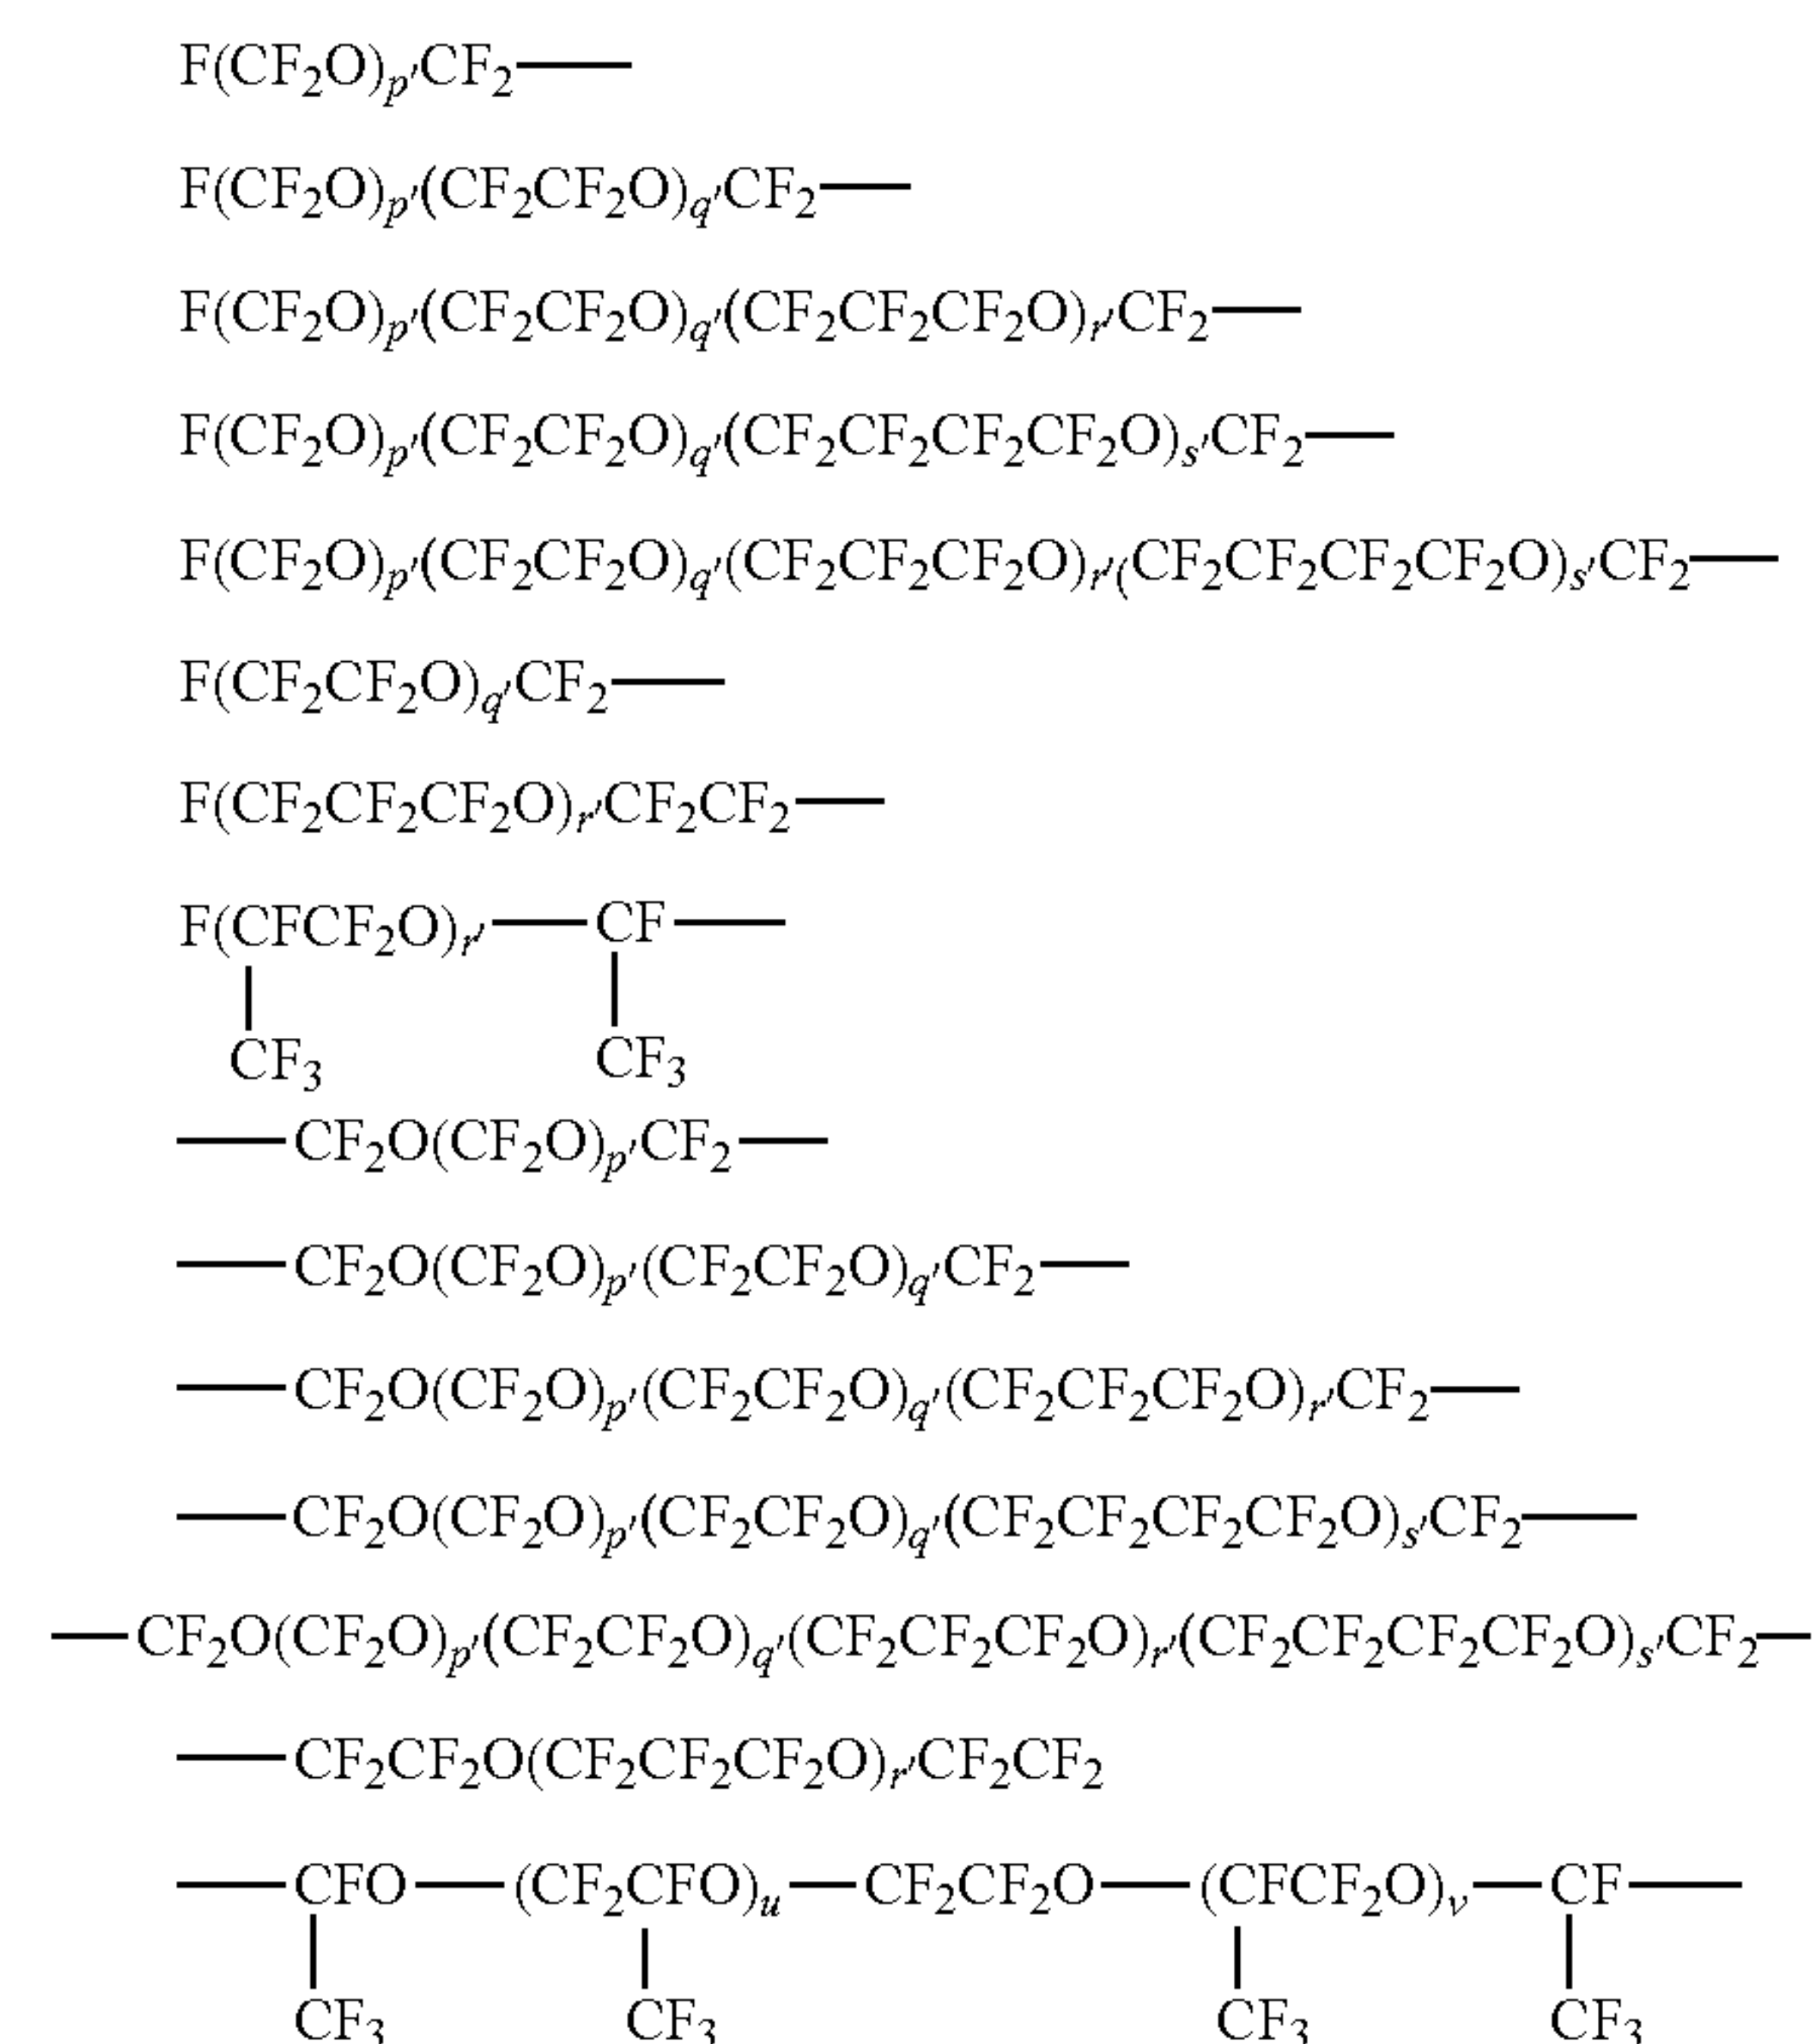 F(CF2O)p'CF2—
F(CF2O)p'(CF2CF2O)q'CF2—
F(CF2O)p'(CF2CF2O)q'(CF2CF2CF2O)r'CF2—
F(CF2O)p'(CF2CF2O)q'(CF2CF2CF2CF2O)s'CF2—
F(CF2O)p'(CF2CF2O)q'(CF2CF2CF2O)r'(CF2CF2CF2CF2O)s'CF2—
F(CF2CF2O)q'CF2—
F(CF2CF2CF2O)r'CF2CF2—
F(CFCF2O)r'—CF—
CF3 CF3
—CF2O(CF2O)p'CF2—
—CF2O(CF2O)p'(CF2CF2O)q'CF2—
—CF2O(CF2O)p'(CF2CF2O)q'(CF2CF2CF2O)r'CF2—
—CF2O(CF2O)p'(CF2CF2O)q'(CF2CF2CF2CF2O)s'CF2—
—CF2O(CF2O)p'(CF2CF2O)q'(CF2CF2CF2O)r'(CF2CF2CF2CF2O)s'CF2—
—CF2CF2O(CF2CF2CF2O)r'CF2CF2
—CFO—(CF2CFO)u—CF2CF2O—(CFCF2O)v—CF—
CF3 CF3 CF3 CF3